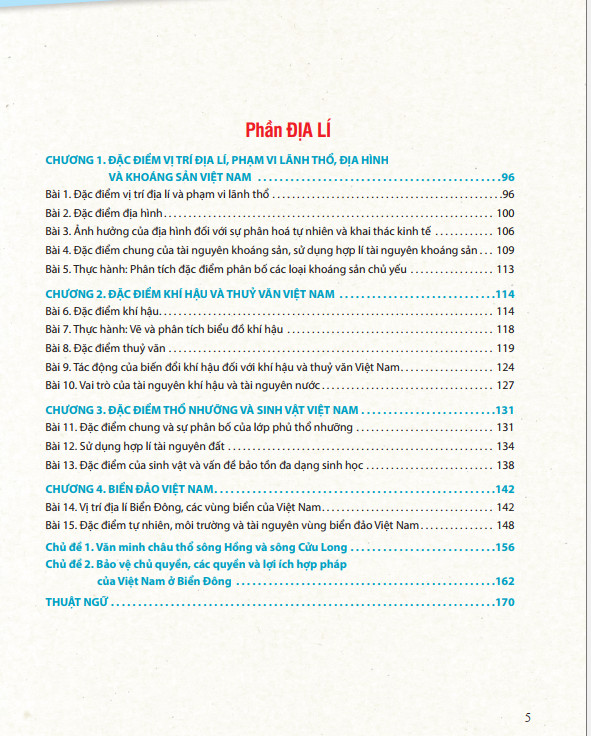 Phần ĐỊA LÍ
CHƯƠNG 1. ĐẶC ĐIỂM VỊ TRÍ ĐỊA LÍ, PHẠM VI LÃNH THỔ, ĐỊA HÌNH
VÀ KHOÁNG SẢN VIỆT NAM ..................................................96
Bài 1. Đặc điểm vị trí địa lí và phạm vi lãnh thổ ..................................................96
Bài 2. Đặc điểm địa hình.................................................. 100
Bài 3. Ảnh hưởng của địa hình đối với sự phân hoá tự nhiên và khai thác kinh tế ............. 106
Bài 4. Đặc điểm chung của tài nguyên khoáng sản, sử dụng hợp lí tài nguyên khoáng sản ... 109
Bài 5. Thực hành: Phân tích đặc điểm phân bố các loại khoáng sản chủ yếu .................. 113
CHƯƠNG 2. ĐẶC ĐIỂM KHÍ HẬU VÀ THUỶ VĂN VIỆT NAM ................................114
Bài 6. Đặc điểm khí hậu.................................................. 114
Bài 7. Thực hành: Vẽ và phân tích biểu đồ khí hậu ........................................ 118
Bài 8. Đặc điểm thuỷ văn .................................................. 119
Bài 9. Tác động của biến đổi khí hậu đối với khí hậu và thuỷ văn Việt Nam................... 124
Bài 10. Vai trò của tài nguyên khí hậu và tài nguyên nước.................................. 127
CHƯƠNG 3. ĐẶC ĐIỂM THỔ NHƯỠNG VÀ SINH VẬT VIỆT NAM ...........................131
Bài 11. Đặc điểm chung và sự phân bố của lớp phủ thổ nhưỡng ............................ 131
Bài 12. Sử dụng hợp lí tài nguyên đất .................................................. 134
Bài 13. Đặc điểm của sinh vật và vấn đề bảo tồn đa dạng sinh học .......................... 138
CHƯƠNG 4. BIỂN ĐẢO VIỆT NAM..................................................142
Bài 14. Vị trí địa lí Biển Đông, các vùng biển của Việt Nam.................................. 142
Bài 15. Đặc điểm tự nhiên, môi trường và tài nguyên vùng biển đảo Việt Nam............... 148
Chủ đề 1. Văn minh châu thổ sông Hồng và sông Cửu Long .............................156
Chủ đề 2. Bảo vệ chủ quyền, các quyền và lợi ích hợp pháp
của Việt Nam ở Biển Đông ..................................................162
THUẬT NGỮ ..................................................170
5